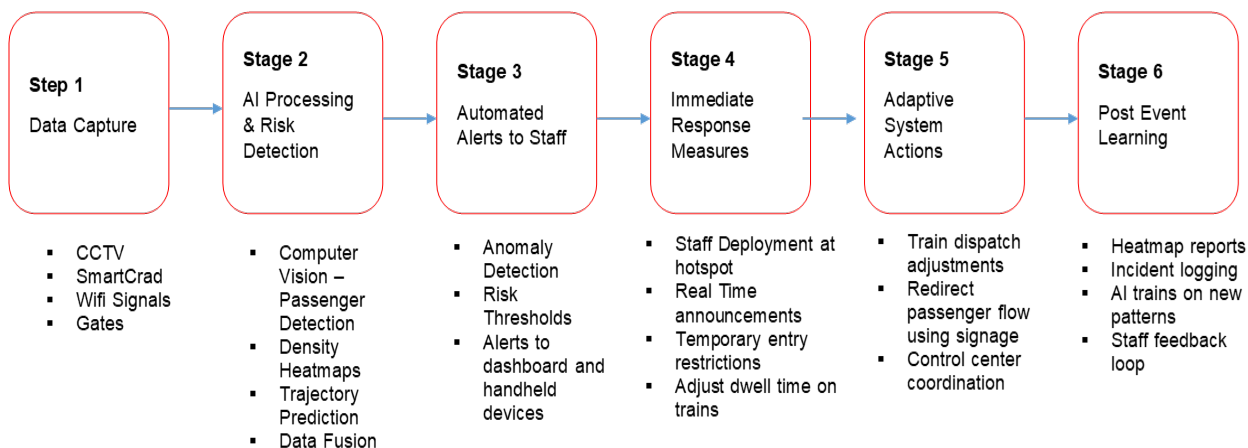 Step 1
Data Capture
Stage 2
AI Processing
& Risk
Detection
Stage 3
Automated
Alerts to Staff
Stage 4
Immediate
Response
Measures
Stage 5
Adaptive
System
Actions
Stage 6
Post Event
Learning
▪ CCTV
▪ SmartCrad
▪ Wifi Signals
▪ Gates
▪ Computer
Vision –
Passenger
Detection
▪ Density
Heatmaps
▪ Trajectory
Prediction
▪ Data Fusion
▪ Anomaly
Detection
▪ Risk
Thresholds
▪ Alerts to
dashboard and
handheld
devices
▪ Staff Deployment at
hotspot
▪ Real Time
announcements
▪ Temporary entry
restrictions
▪ Adjust dwell time on
trains
▪ Train dispatch
adjustments
▪ Redirect
passenger flow
using signage
▪ Control center
coordination
▪ Heatmap reports
▪ Incident logging
▪ AI trains on new
patterns
▪ Staff feedback
loop